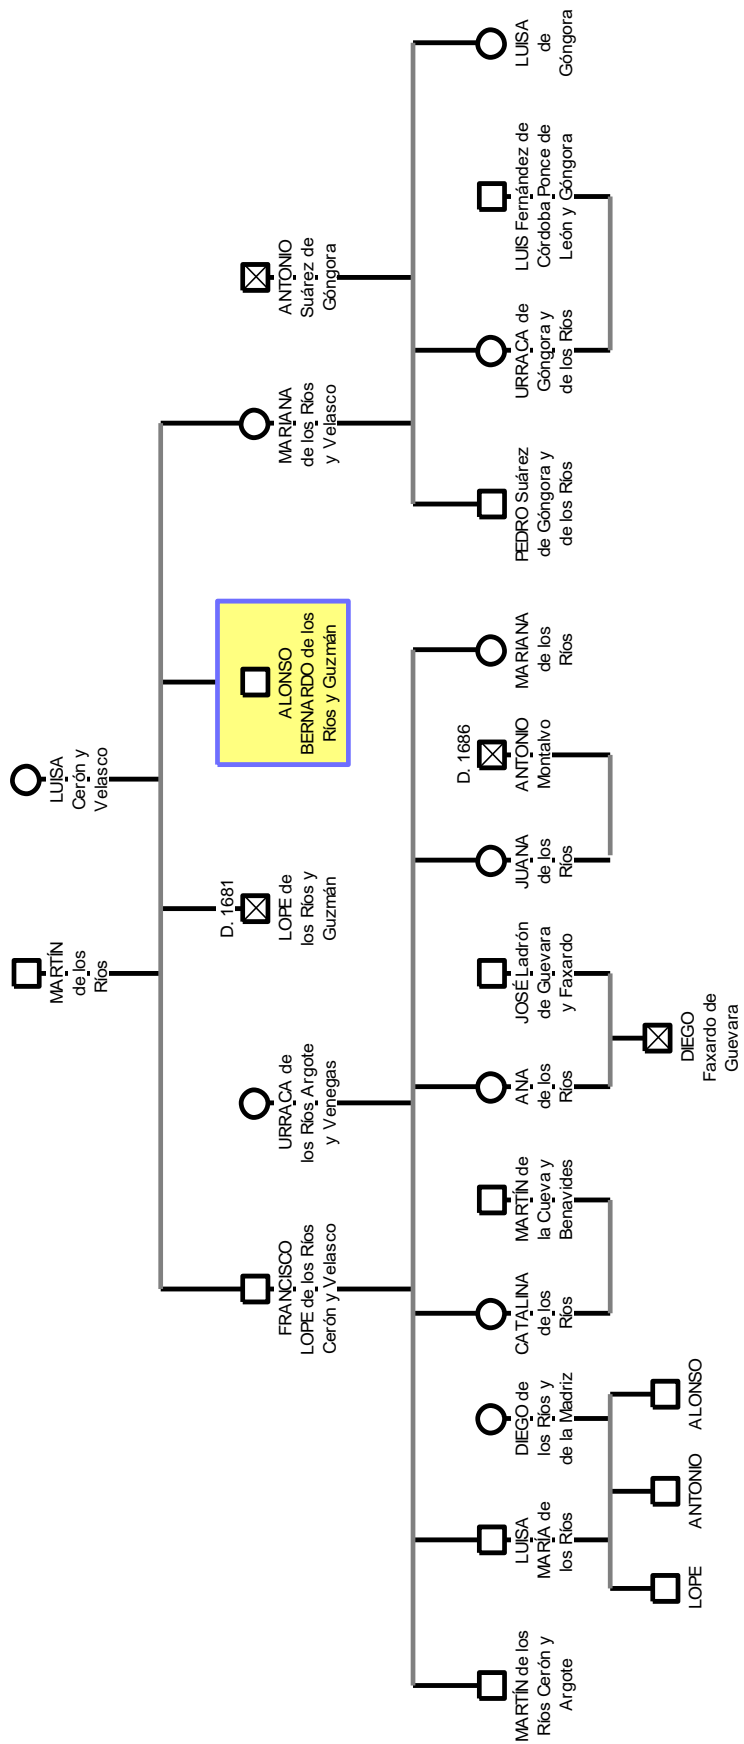 MARTÍN
de los
Ríos
LUISA
Cerón y
Velasco
FRANCISCO
LOPE de los Ríos
Cerón y Velasco
URRACA de
los Ríos Argote
y Venegas
D. 1681
LOPE de
los Ríos y
Guzmán
ALONSO
BERNARDO de los
Ríos y Guzmán
MARIANA
de los Ríos
y Velasco
ANTONIO
Suárez de
Góngora
MARTÍN de los
Ríos Cerón y
Argote
LUISA
MARÍA de
los Ríos
DIEGO de
los Ríos y
de la Madriz
CATALINA
de los
Ríos
MARTÍN de
la Cueva y
Benavides
ANA
de los
Ríos
JOSÉ Ladrón
de Guevara
y Faxardo
JUANA
de los
Ríos
D. 1686
ANTONIO
Montalvo
MARIANA
de los
Ríos
PEDRO Suárez
de Góngora y
de los Ríos
URRACA de
Góngora y
de los Ríos
LUIS Fernández de
Córdoba Ponce de
León y Góngora
LUISA
de
Góngora
LOPE
ANTONIO
ALONSO
DIEGO
Faxardo de
Guevara